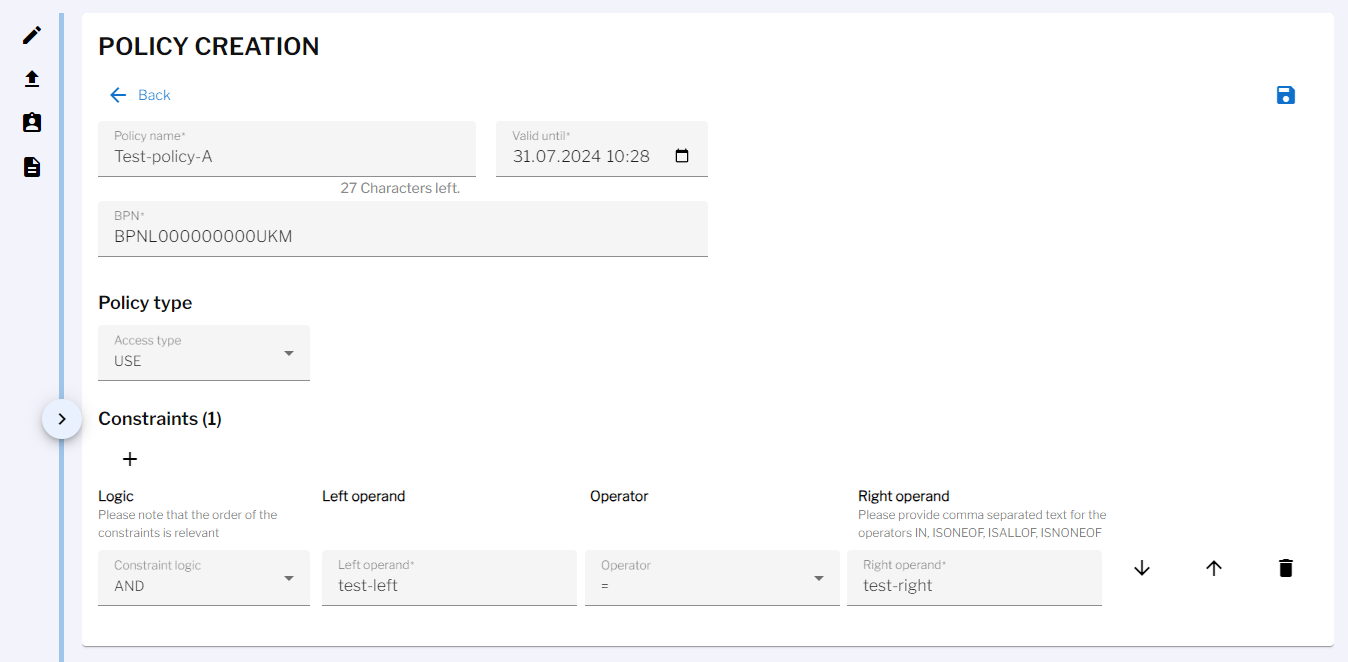 POLICY CREATION
Back
Policy name*
Test-policy-A
27 Characters left.
Valid until*
31.07.2024 10:28
BPN*
BPNL000000000UKM
Policy type
Access type
USE
Constraints (1)
Logic
Please note that the order of the
constraints is relevant
Left operand
Operator
Right operand
Please provide comma separated text for the
operators IN, ISONEOF, ISALLOF, ISNONEOF
Constraint logic
AND
Left operand*
test-left
Operator
=
Right operand*
test-right